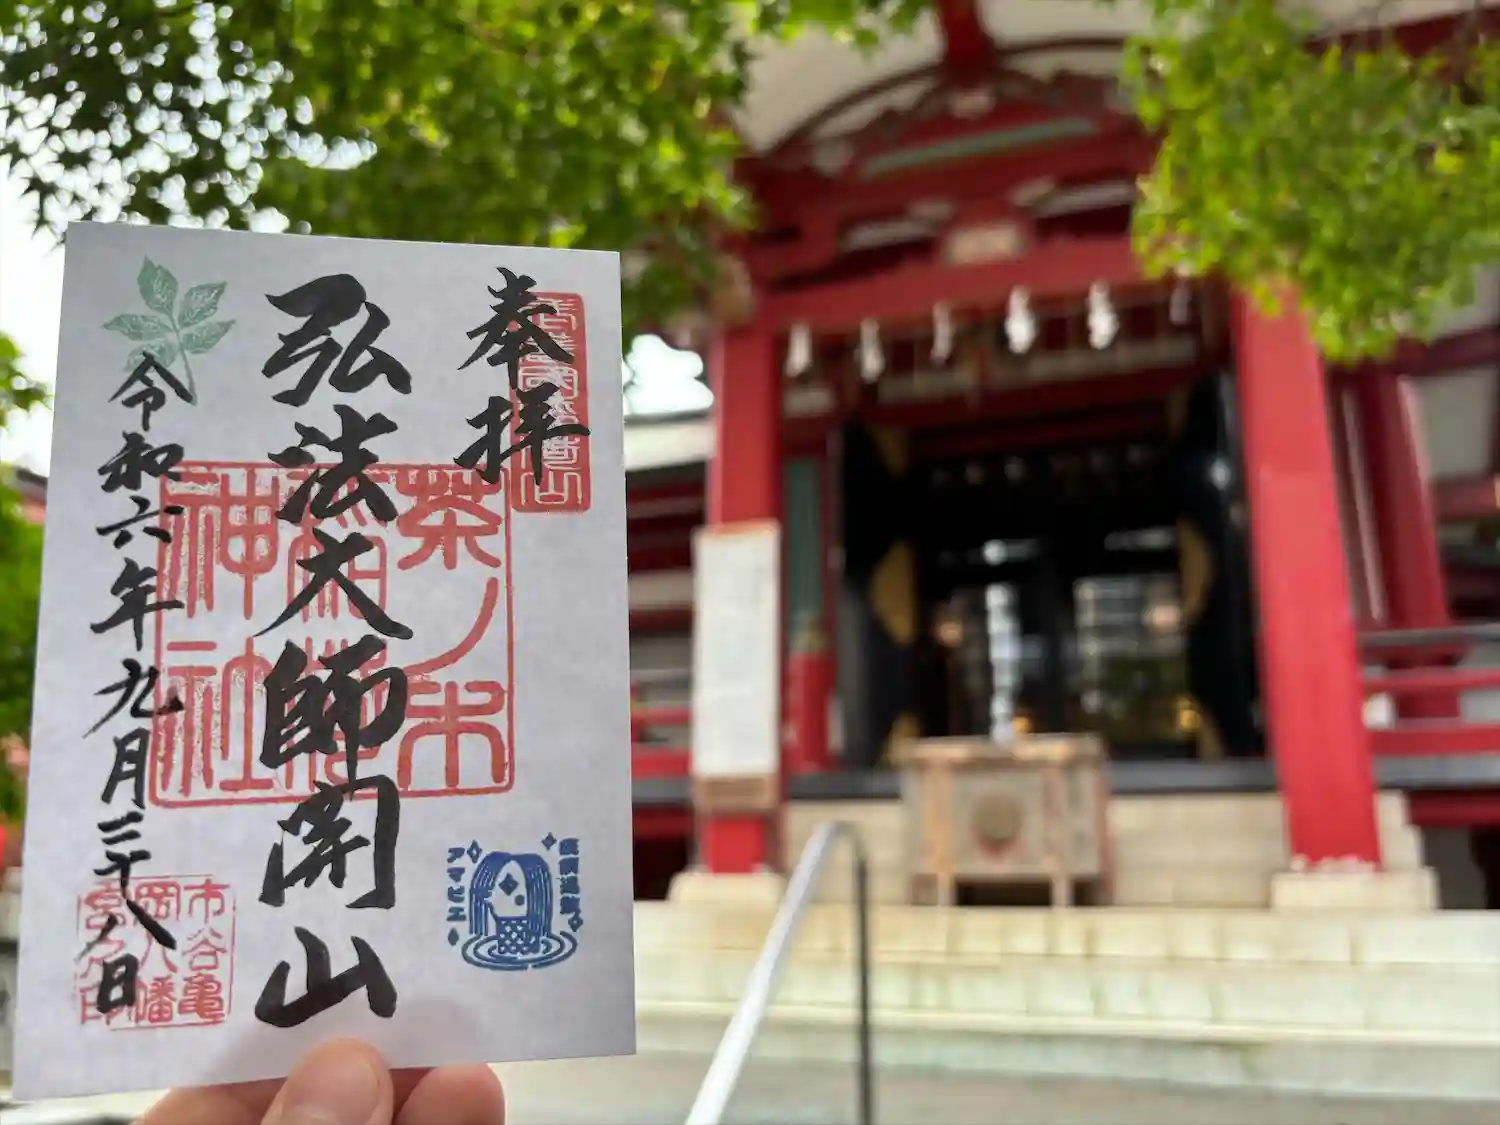 奉拝
弘法大師開山
令和六年九月二十八日
茶ノ木
稲荷
神社
疫病退散
アマビエ
市谷亀
岡八幡
宮之印